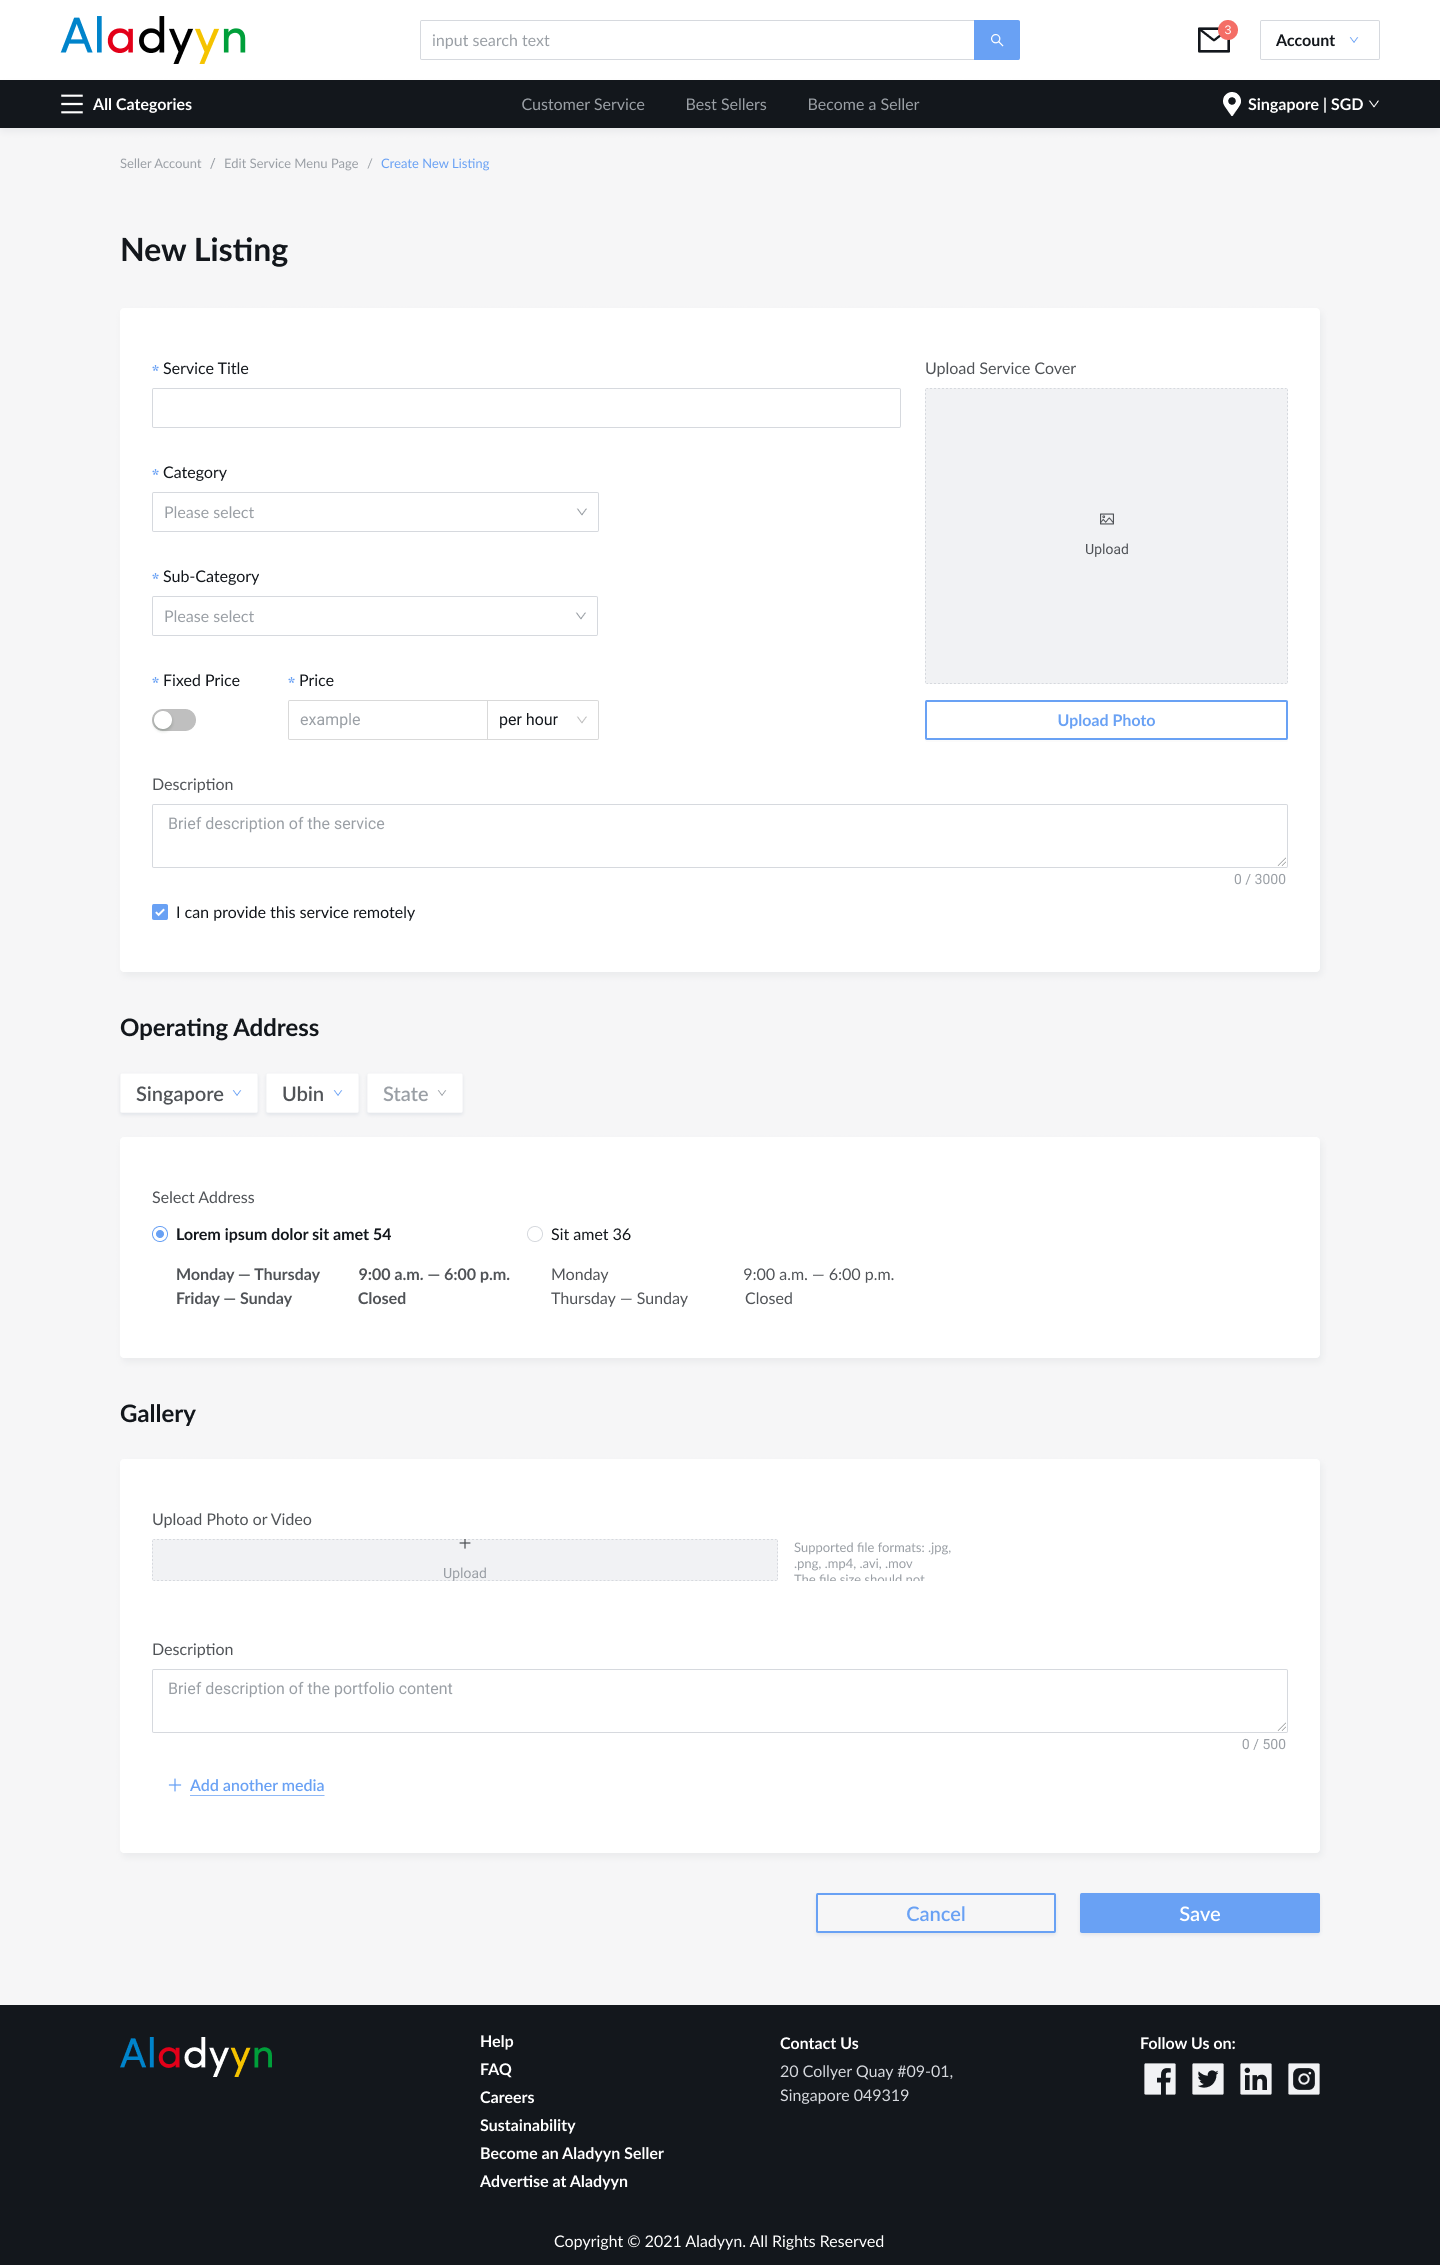 Aladyyn
input search text
3
Account
All Categories
Customer Service
Best Sellers
Become a Seller
Singapore | SGD
Seller Account / Edit Service Menu Page / Create New Listing
New Listing
* Service Title
Upload Service Cover
* Category
Please select
Upload
* Sub-Category
Please select
* Fixed Price
* Price
example
per hour
Upload Photo
Description
Brief description of the service
0 / 3000
I can provide this service remotely
Operating Address
Singapore
Ubin
State
Select Address
Lorem ipsum dolor sit amet 54
Monday — Thursday 9:00 a.m. — 6:00 p.m.
Friday — Sunday Closed
Sit amet 36
Monday 9:00 a.m. — 6:00 p.m.
Thursday — Sunday Closed
Gallery
Upload Photo or Video
Upload
Supported file formats: .jpg,
.png, .mp4, .avi, .mov
The file size should not
Description
Brief description of the portfolio content
0 / 500
Add another media
Cancel
Save
Aladyyn
Help
FAQ
Careers
Sustainability
Become an Aladyyn Seller
Advertise at Aladyyn
Contact Us
20 Collyer Quay #09-01,
Singapore 049319
Follow Us on:
Copyright © 2021 Aladyyn. All Rights Reserved